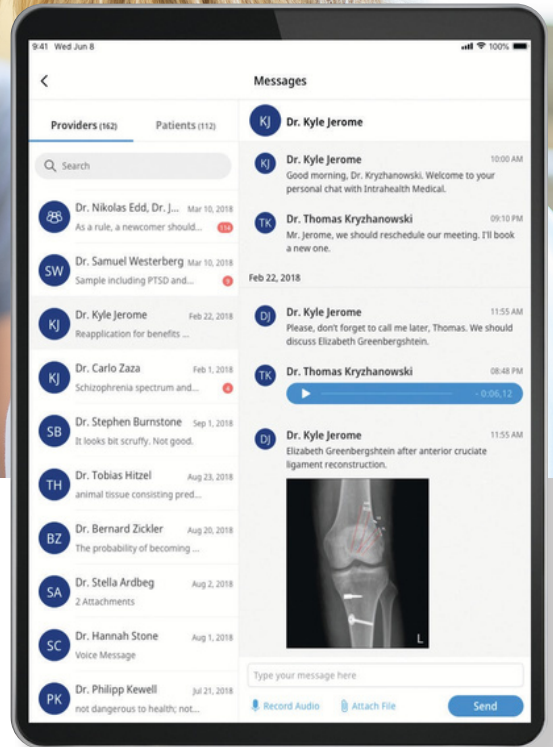 9:41 Wed Jun 8
100%
Messages
Providers (162)
Patients (112)
Search
Dr. Nikolas Edd, Dr. J... Mar 10, 2018
As a rule, a newcomer should... 114
SW
Dr. Samuel Westerberg Mar 10, 2018
Sample including PTSD and... 9
KJ
Dr. Kyle Jerome Feb 22, 2018
Reapplication for benefits ...
KJ
Dr. Carlo Zaza Feb 1, 2018
Schizophrenia spectrum and... 4
SB
Dr. Stephen Burnstone Sep 1, 2018
It looks bit scruffy. Not good.
TH
Dr. Tobias Hitzel Aug 23, 2018
animal tissue consisting pred...
BZ
Dr. Bernard Zickler Aug 20, 2018
The probability of becoming ...
SA
Dr. Stella Ardbeg Aug 2, 2018
2 Attachments
SC
Dr. Hannah Stone Aug 1, 2018
Voice Message
PK
Dr. Philipp Kewell Jul 21, 2018
not dangerous to health; not...
KJ
Dr. Kyle Jerome
KJ
Dr. Kyle Jerome 10:00 AM
Good morning, Dr. Kryzhanowski. Welcome to your
personal chat with Intrahealth Medical.
TK
Dr. Thomas Kryzhanowski 09:10 PM
Mr. Jerome, we should reschedule our meeting. I'll book
a new one.
Feb 22, 2018
DJ
Dr. Kyle Jerome 11:55 AM
Please, don't forget to call me later, Thomas. We should
discuss Elizabeth Greenbergshtein.
TK
Dr. Thomas Kryzhanowski 08:48 PM
- 0:06,12
DJ
Dr. Kyle Jerome 11:55 AM
Elizabeth Greenbergshtein after anterior cruciate
ligament reconstruction.
L
Type your message here
Record Audio
Attach File
Send